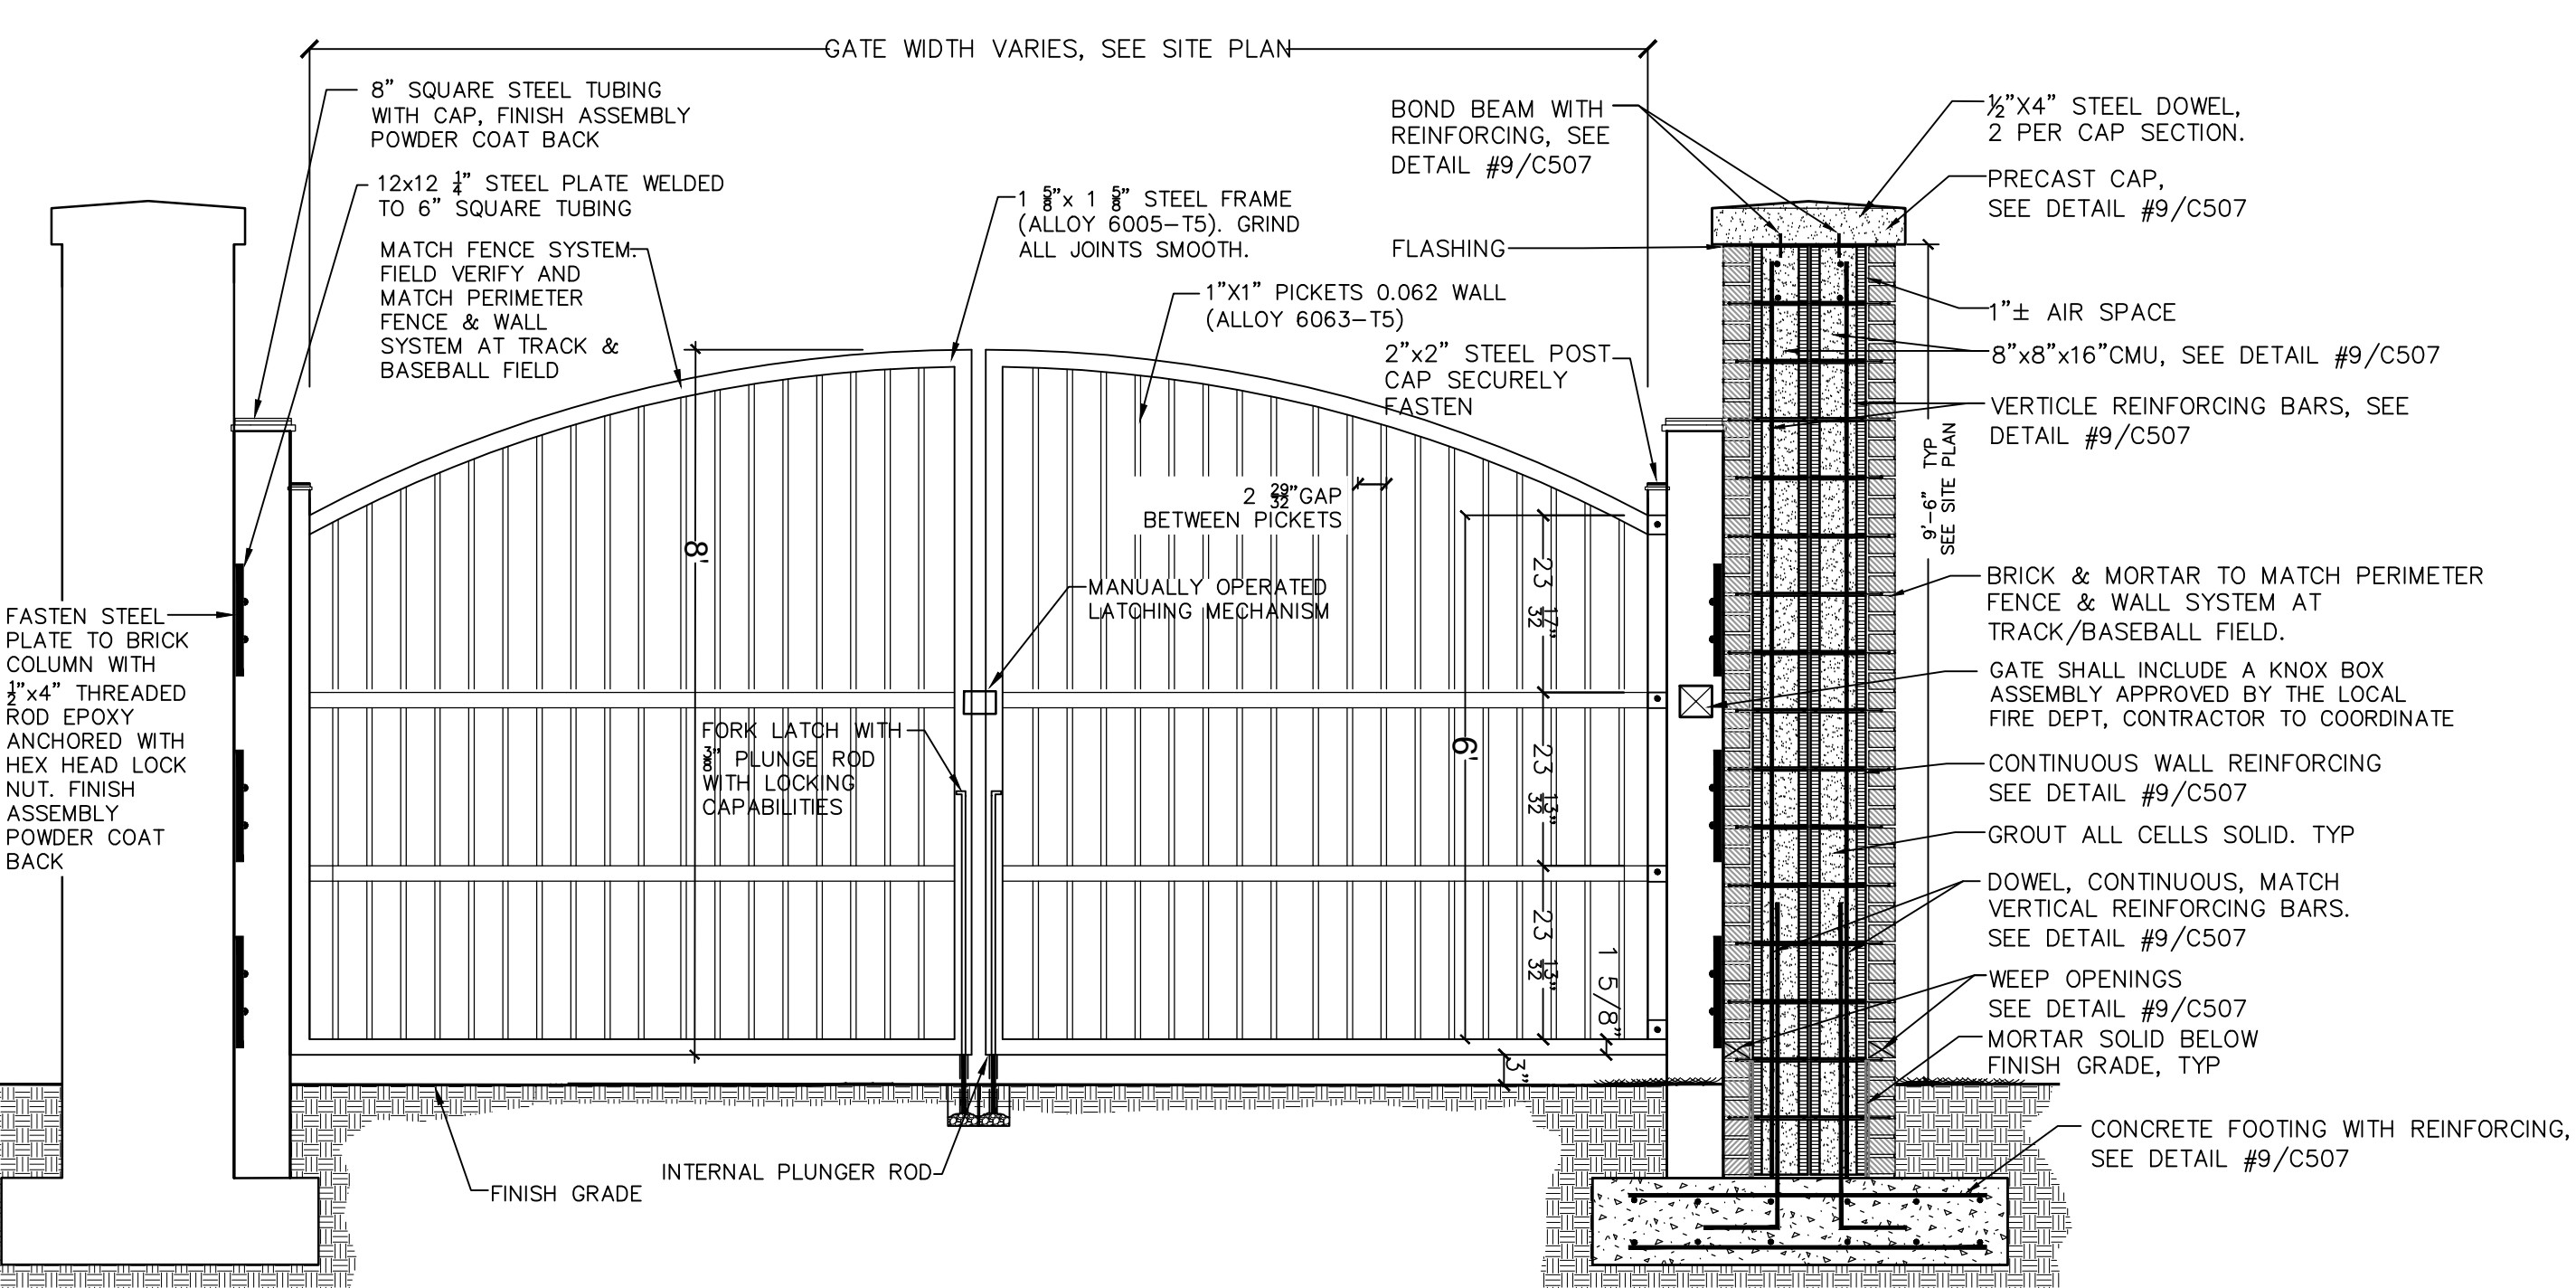 GATE WIDTH VARIES, SEE SITE PLAN
8” SQUARE STEEL TUBING
WITH CAP, FINISH ASSEMBLY
POWDER COAT BACK
12x12 1/4” STEEL PLATE WELDED
TO 6” SQUARE TUBING
MATCH FENCE SYSTEM.
FIELD VERIFY AND
MATCH PERIMETER
FENCE & WALL
SYSTEM AT TRACK &
BASEBALL FIELD
1 5/8”x 1 5/8” STEEL FRAME
(ALLOY 6005-T5). GRIND
ALL JOINTS SMOOTH.
1”X1” PICKETS 0.062 WALL
(ALLOY 6063-T5)
BOND BEAM WITH
REINFORCING, SEE
DETAIL #9/C507
FLASHING
2”x2” STEEL POST
CAP SECURELY
FASTEN
2 29/32” GAP
BETWEEN PICKETS
8'
MANUALLY OPERATED
LATCHING MECHANISM
FORK LATCH WITH
3/8” PLUNGE ROD
WITH LOCKING
CAPABILITIES
6'
23 17/32”
23 13/32”
23 13/32”
1 5/8”
3”
FASTEN STEEL
PLATE TO BRICK
COLUMN WITH
1/2”x4” THREADED
ROD EPOXY
ANCHORED WITH
HEX HEAD LOCK
NUT. FINISH
ASSEMBLY
POWDER COAT
BACK
FINISH GRADE
INTERNAL PLUNGER ROD
½”X4” STEEL DOWEL,
2 PER CAP SECTION.
PRECAST CAP,
SEE DETAIL #9/C507
1”± AIR SPACE
8”x8”x16”CMU, SEE DETAIL #9/C507
VERTICLE REINFORCING BARS, SEE
DETAIL #9/C507
9'-6” TYP
SEE SITE PLAN
BRICK & MORTAR TO MATCH PERIMETER
FENCE & WALL SYSTEM AT
TRACK/BASEBALL FIELD.
GATE SHALL INCLUDE A KNOX BOX
ASSEMBLY APPROVED BY THE LOCAL
FIRE DEPT, CONTRACTOR TO COORDINATE
CONTINUOUS WALL REINFORCING
SEE DETAIL #9/C507
GROUT ALL CELLS SOLID. TYP
DOWEL, CONTINUOUS, MATCH
VERTICAL REINFORCING BARS.
SEE DETAIL #9/C507
WEEP OPENINGS
SEE DETAIL #9/C507
MORTAR SOLID BELOW
FINISH GRADE, TYP
CONCRETE FOOTING WITH REINFORCING,
SEE DETAIL #9/C507